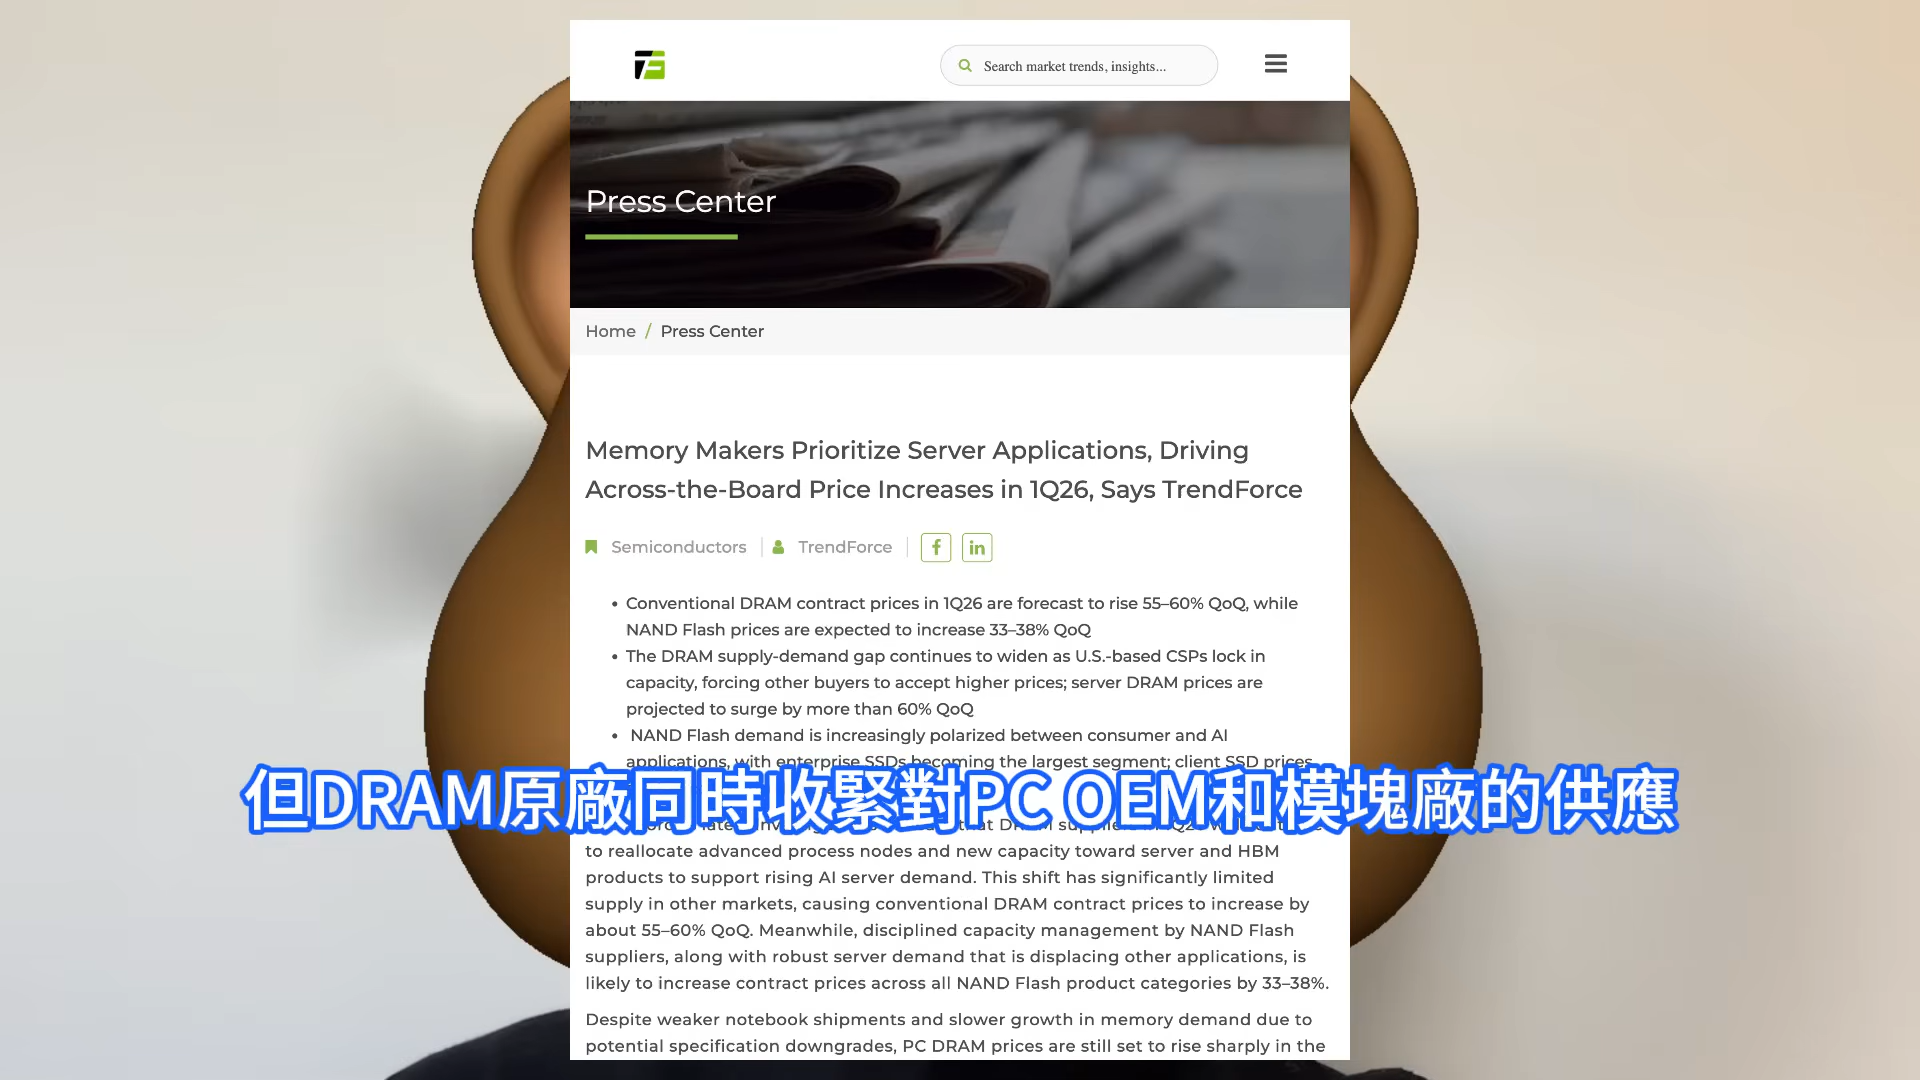 Search market trends, insights...
Press Center
Home / Press Center
Memory Makers Prioritize Server Applications, Driving
Across-the-Board Price Increases in 1Q26, Says TrendForce
Semiconductors | TrendForce
• Conventional DRAM contract prices in 1Q26 are forecast to rise 55–60% QoQ, while
NAND Flash prices are expected to increase 33–38% QoQ
• The DRAM supply-demand gap continues to widen as U.S.-based CSPs lock in
capacity, forcing other buyers to accept higher prices; server DRAM prices are
projected to surge by more than 60% QoQ
• NAND Flash demand is increasingly polarized between consumer and AI
applications, with enterprise SSDs becoming the largest segment; client SSD prices
但DRAM原廠同時收緊對PC OEM和模塊廠的供應
to reallocate advanced process nodes and new capacity toward server and HBM
products to support rising AI server demand. This shift has significantly limited
supply in other markets, causing conventional DRAM contract prices to increase by
about 55–60% QoQ. Meanwhile, disciplined capacity management by NAND Flash
suppliers, along with robust server demand that is displacing other applications, is
likely to increase contract prices across all NAND Flash product categories by 33–38%.
Despite weaker notebook shipments and slower growth in memory demand due to
potential specification downgrades, PC DRAM prices are still set to rise sharply in the